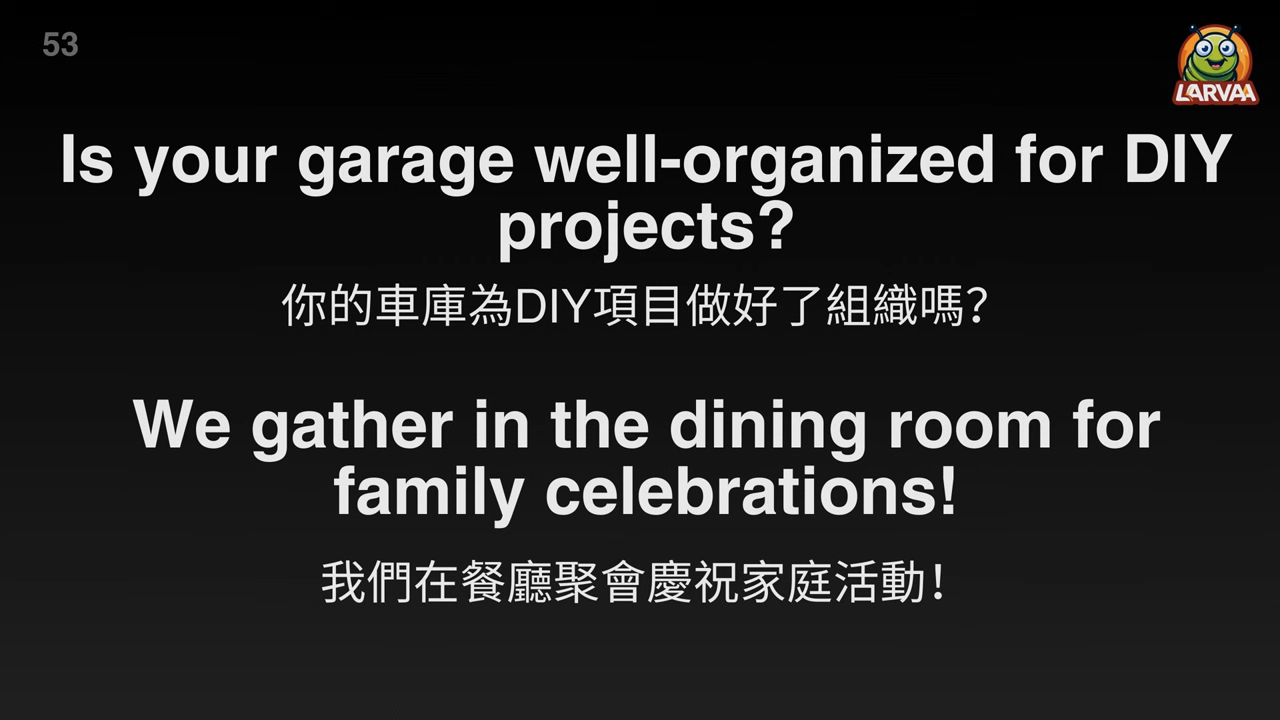 53
LARVAA
Is your garage well-organized for DIY
projects?
你的車庫為DIY項目做好了組織嗎？
We gather in the dining room for
family celebrations!
我們在餐廳聚會慶祝家庭活動！